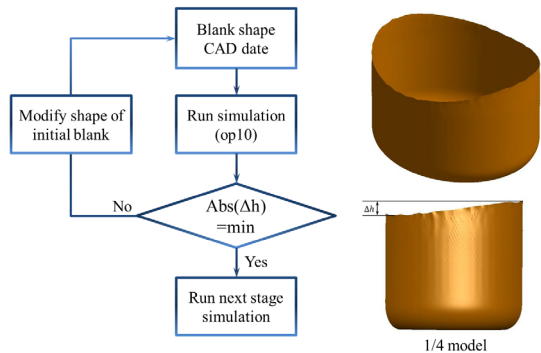 Blank shape
CAD date
Modify shape of
initial blank
Run simulation
(op10)
No
Abs(Δh)
=min
Yes
Run next stage
simulation
Δh
1/4 model